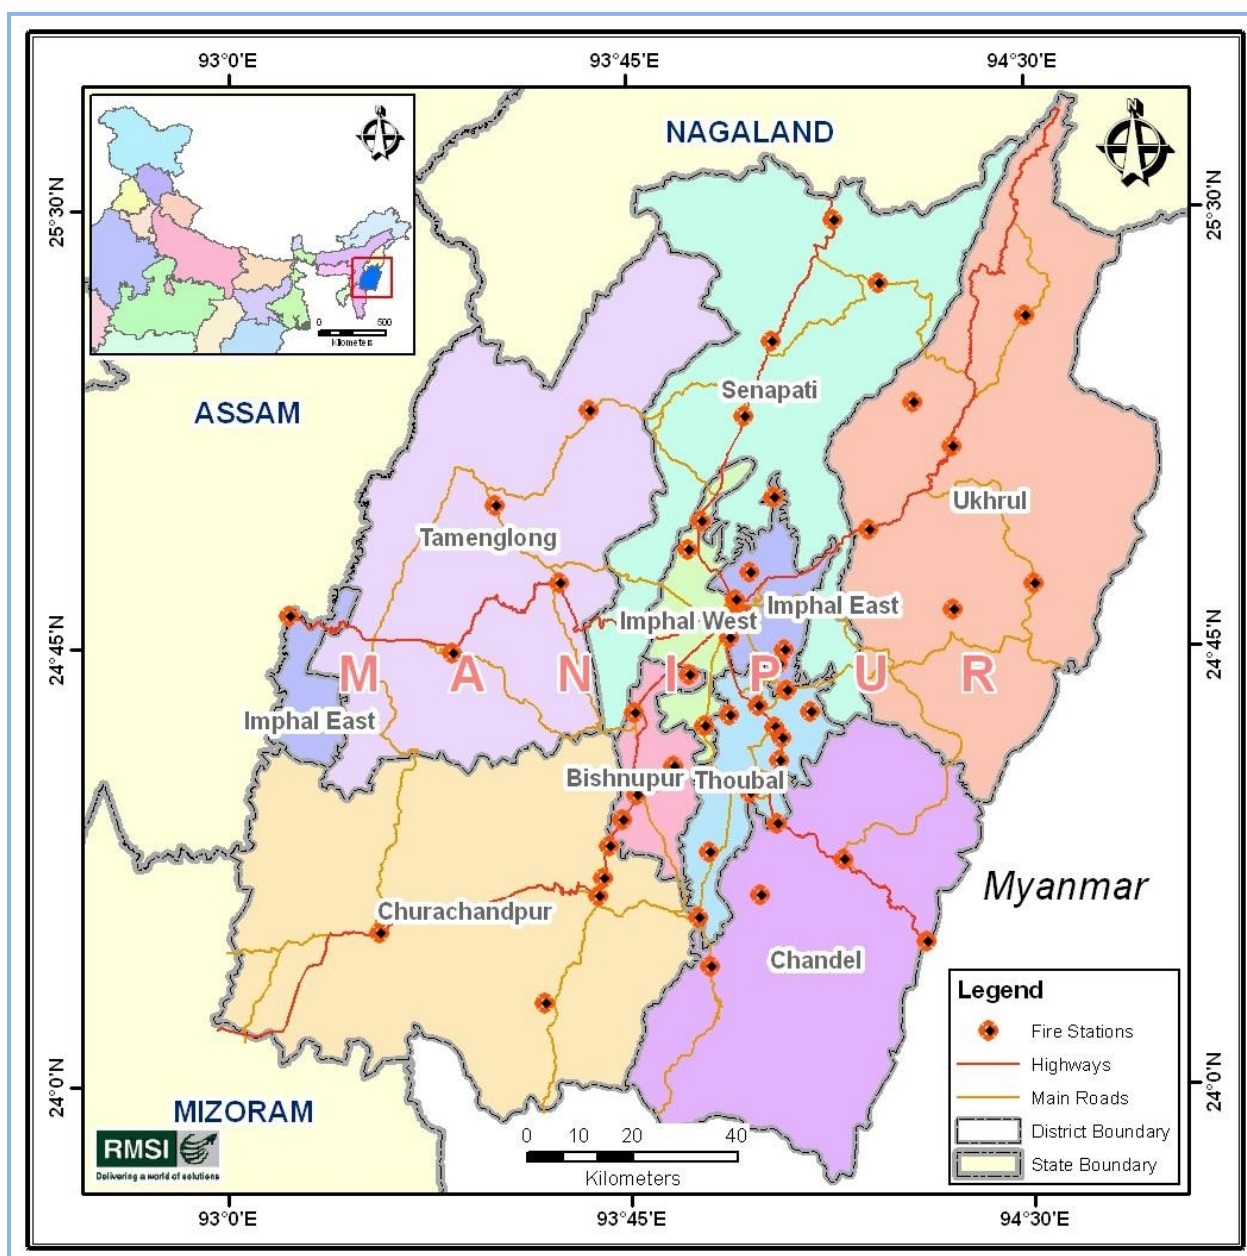 93°0'E 93°45'E 94°30'E
N
N
NAGALAND
25°30'N
25°30'N
0 500
Kilometers
ASSAM
Senapati
Ukhrul
Tamenglong
Imphal East
Imphal West
24°45'N
24°45'N
M A N I P U R
Imphal East
Bishnupur
Thoubal
Myanmar
Churachandpur
Chandel
Legend
Fire Stations
Highways
Main Roads
District Boundary
State Boundary
24°0'N
24°0'N
MIZORAM
RMSI
Delivering a world of solutions
0 10 20 40
Kilometers
93°0'E 93°45'E 94°30'E